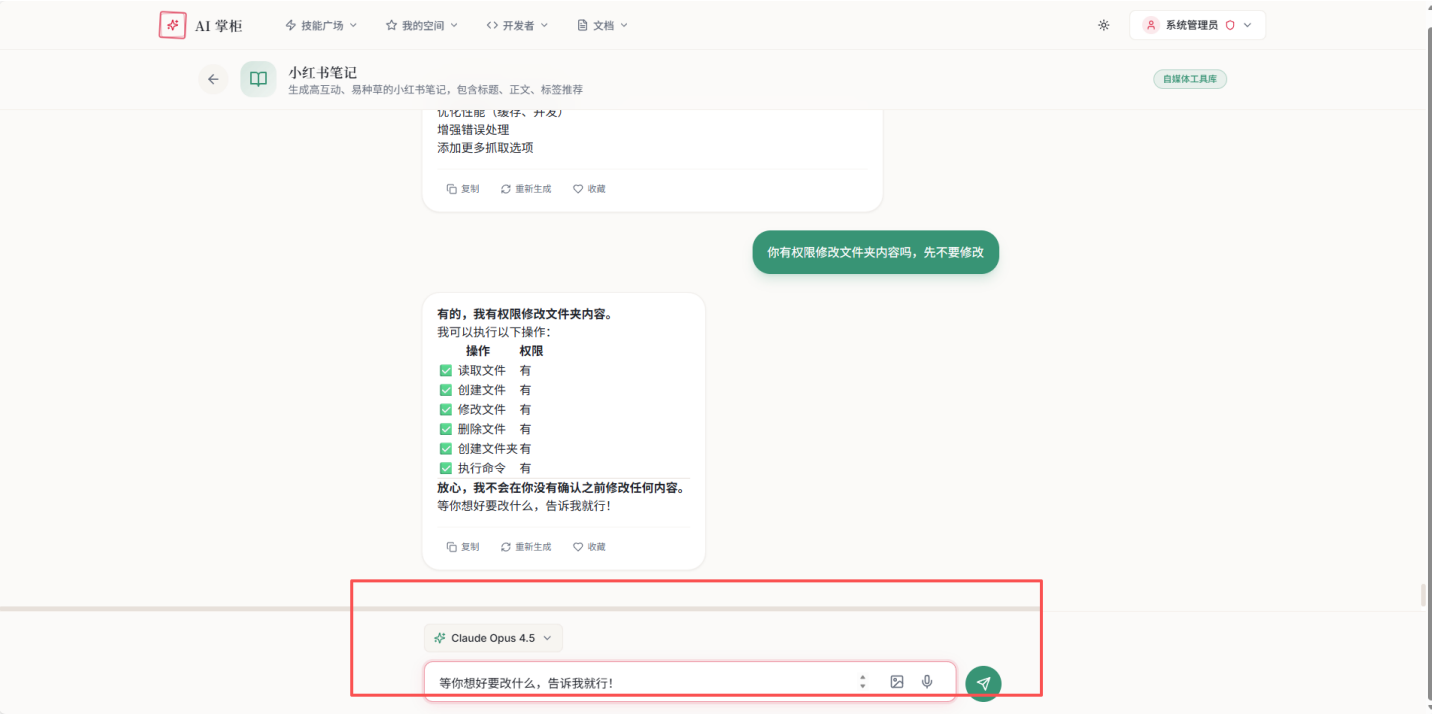 AI 掌柜
技能广场
我的空间
开发者
文档
系统管理员
小红书笔记
生成高互动、易种草的小红书笔记，包含标题、正文、标签推荐
自媒体工具库
优化性能（缓存、并发）
增强错误处理
添加更多抓取选项
复制 重新生成 收藏
你有权限修改文件夹内容吗，先不要修改
有的，我有权限修改文件夹内容。
我可以执行以下操作：
操作 权限
✅ 读取文件 有
✅ 创建文件 有
✅ 修改文件 有
✅ 删除文件 有
✅ 创建文件夹 有
✅ 执行命令 有
放心，我不会在你没有确认之前修改任何内容。
等你想好要改什么，告诉我就行！
复制 重新生成 收藏
Claude Opus 4.5
等你想好要改什么，告诉我就行！